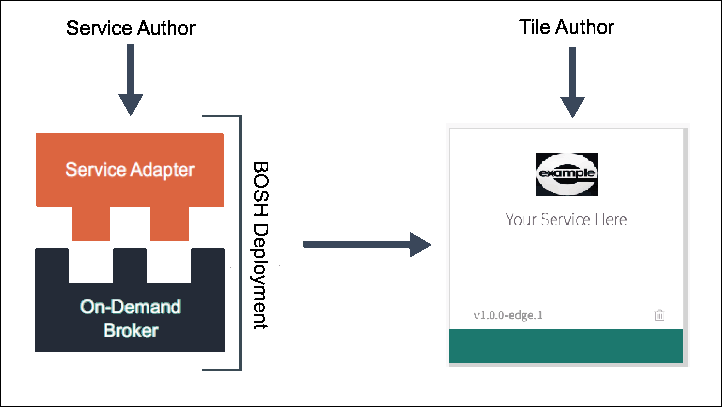 Service Author
Tile Author
Service Adapter
BOSH Deployment
On-Demand
Broker
example
Your Service Here
v1.0.0-edge.1